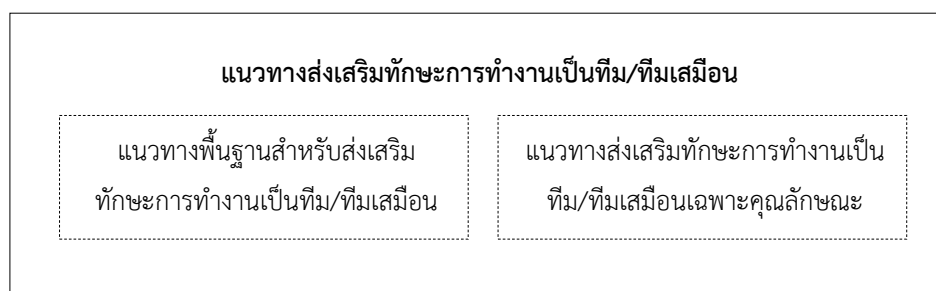 แนวทางส่งเสริมทักษะการทำงานเป็นทีม/ทีมเสมือน
แนวทางพื้นฐานสำหรับส่งเสริม
ทักษะการทำงานเป็นทีม/ทีมเสมือน
แนวทางส่งเสริมทักษะการทำงานเป็น
ทีม/ทีมเสมือนเฉพาะคุณลักษณะ